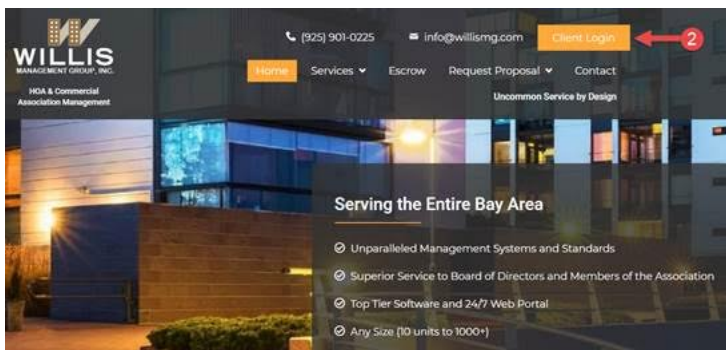 WILLIS
MANAGEMENT GROUP, INC.
HOA & Commercial
Association Management
(925) 901-0225
info@willismg.com
Client Login
2
Home
Services
Escrow
Request Proposal
Contact
Uncommon Service by Design
Serving the Entire Bay Area
Unparalleled Management Systems and Standards
Superior Service to Board of Directors and Members of the Association
Top Tier Software and 24/7 Web Portal
Any Size (10 units to 1000+)